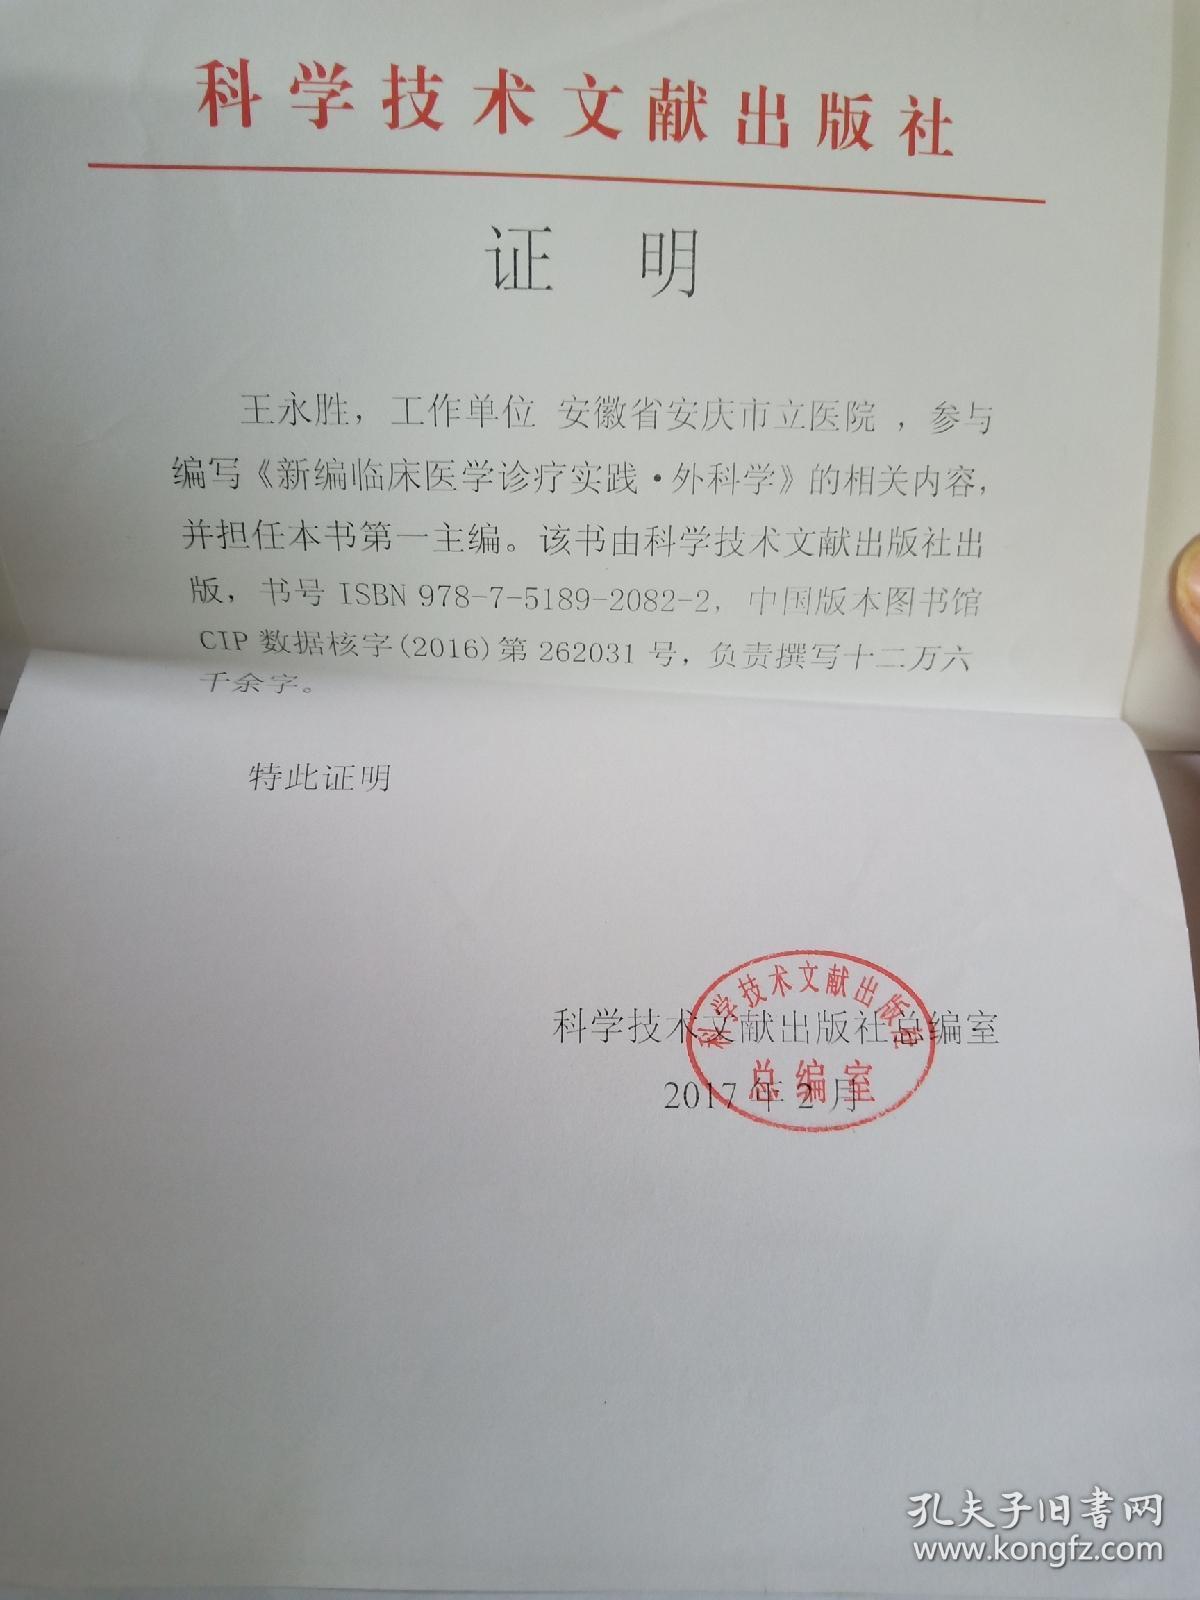 科学技术文献出版社
证 明
王永胜，工作单位 安徽省安庆市立医院 ，参与
编写《新编临床医学诊疗实践·外科学》的相关内容，
并担任本书第一主编。该书由科学技术文献出版社出
版，书号 ISBN 978-7-5189-2082-2，中国版本图书馆
CIP 数据核字(2016)第 262031 号，负责撰写十二万六
千余字。
特此证明
科学技术文献出版社
科学技术文献出版社总编室
总编室
2017 年 2 月
孔夫子旧书网
www.kongfz.com